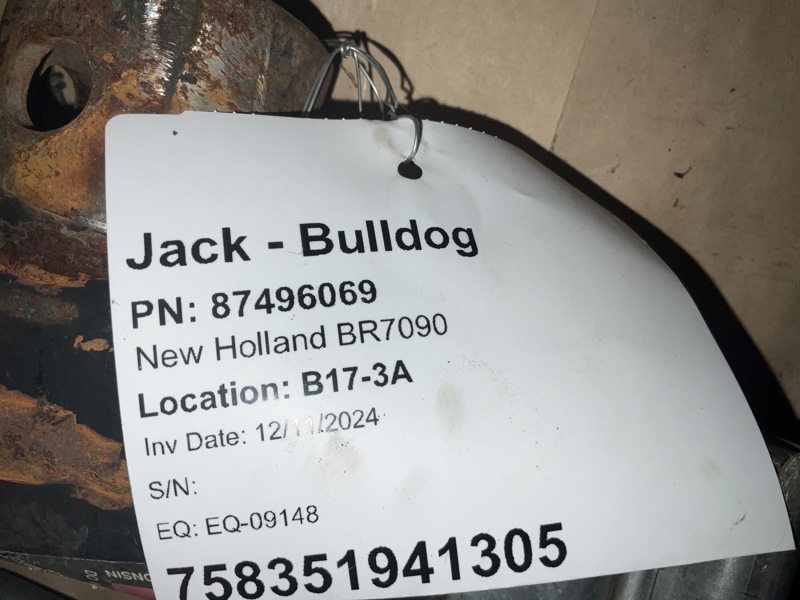 Jack - Bulldog
PN: 87496069
New Holland BR7090
Location: B17-3A
Inv Date: 12/11/2024
S/N:
EQ: EQ-09148
758351941305